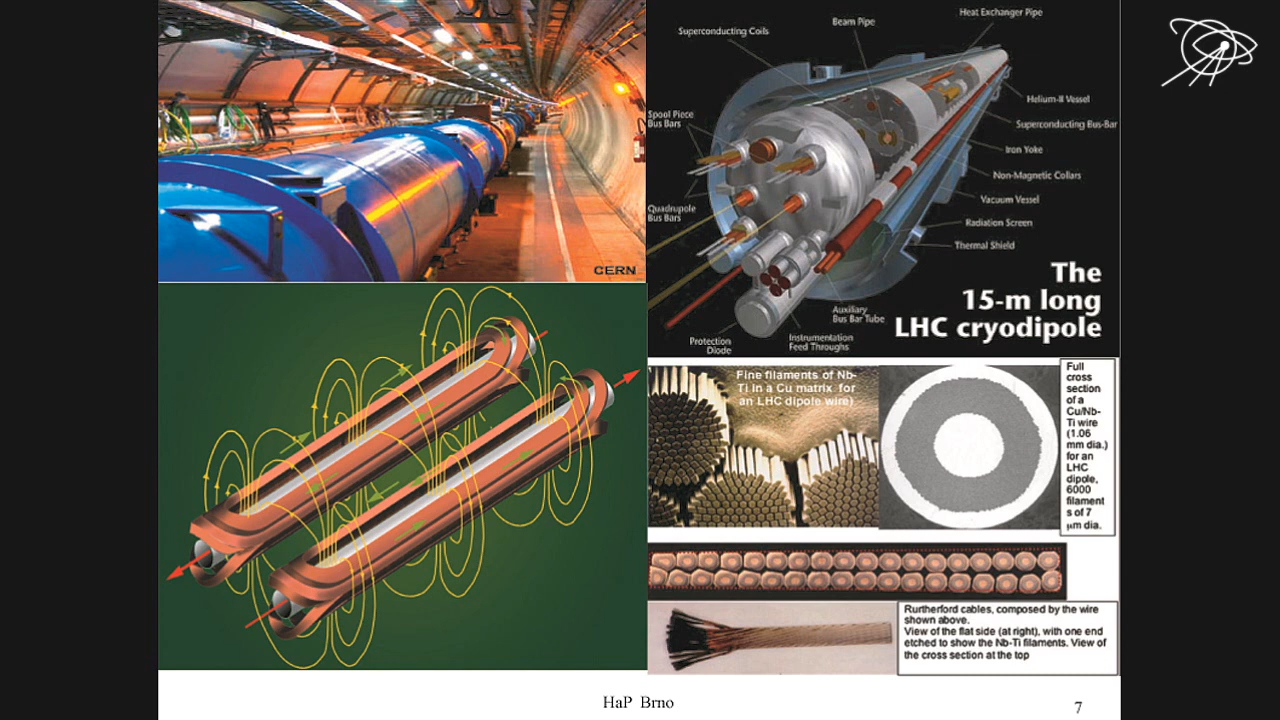 CERN
Heat Exchanger Pipe
Beam Pipe
Superconducting Coils
Helium-II Vessel
Spool Piece
Bus Bars
Superconducting Bus-Bar
Iron Yoke
Non-Magnetic Collars
Vacuum Vessel
Quadrupole
Bus Bars
Radiation Screen
Thermal Shield
The
15-m long
LHC cryodipole
Auxiliary
Bus Bar Tube
Protection
Diode
Instrumentation
Feed Throughs
Fine filaments of Nb-
Ti in a Cu matrix for
an LHC dipole wire)
Full
cross
section
of a
Cu/Nb-
Ti wire
(1.06
mm dia.)
for an
LHC
dipole,
6000
filament
s of 7
μm dia.
Rurtherford cables, composed by the wire
shown above.
View of the flat side (at right), with one end
etched to show the Nb-Ti filaments. View of
the cross section at the top
HaP Brno
7